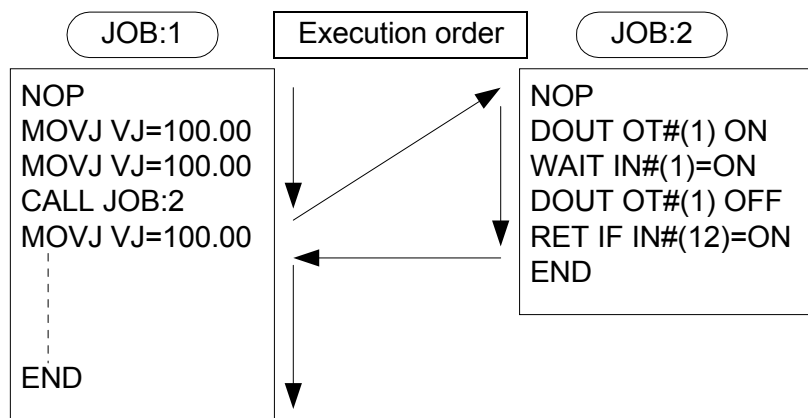 JOB:1
Execution order
JOB:2
NOP
MOVJ VJ=100.00
MOVJ VJ=100.00
CALL JOB:2
MOVJ VJ=100.00
END
NOP
DOUT OT#(1) ON
WAIT IN#(1)=ON
DOUT OT#(1) OFF
RET IF IN#(12)=ON
END